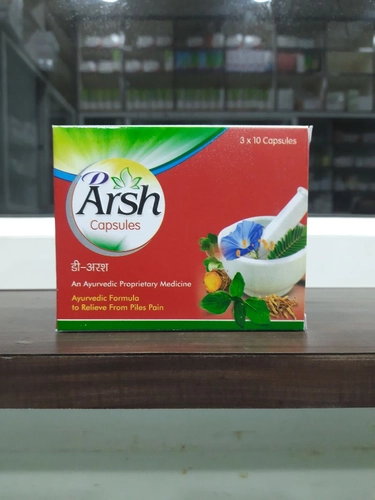 3 x 10 Capsules
D
Arsh
Capsules
डी-अरश
An Ayurvedic Proprietary Medicine
Ayurvedic Formula
to Relieve From Piles Pain